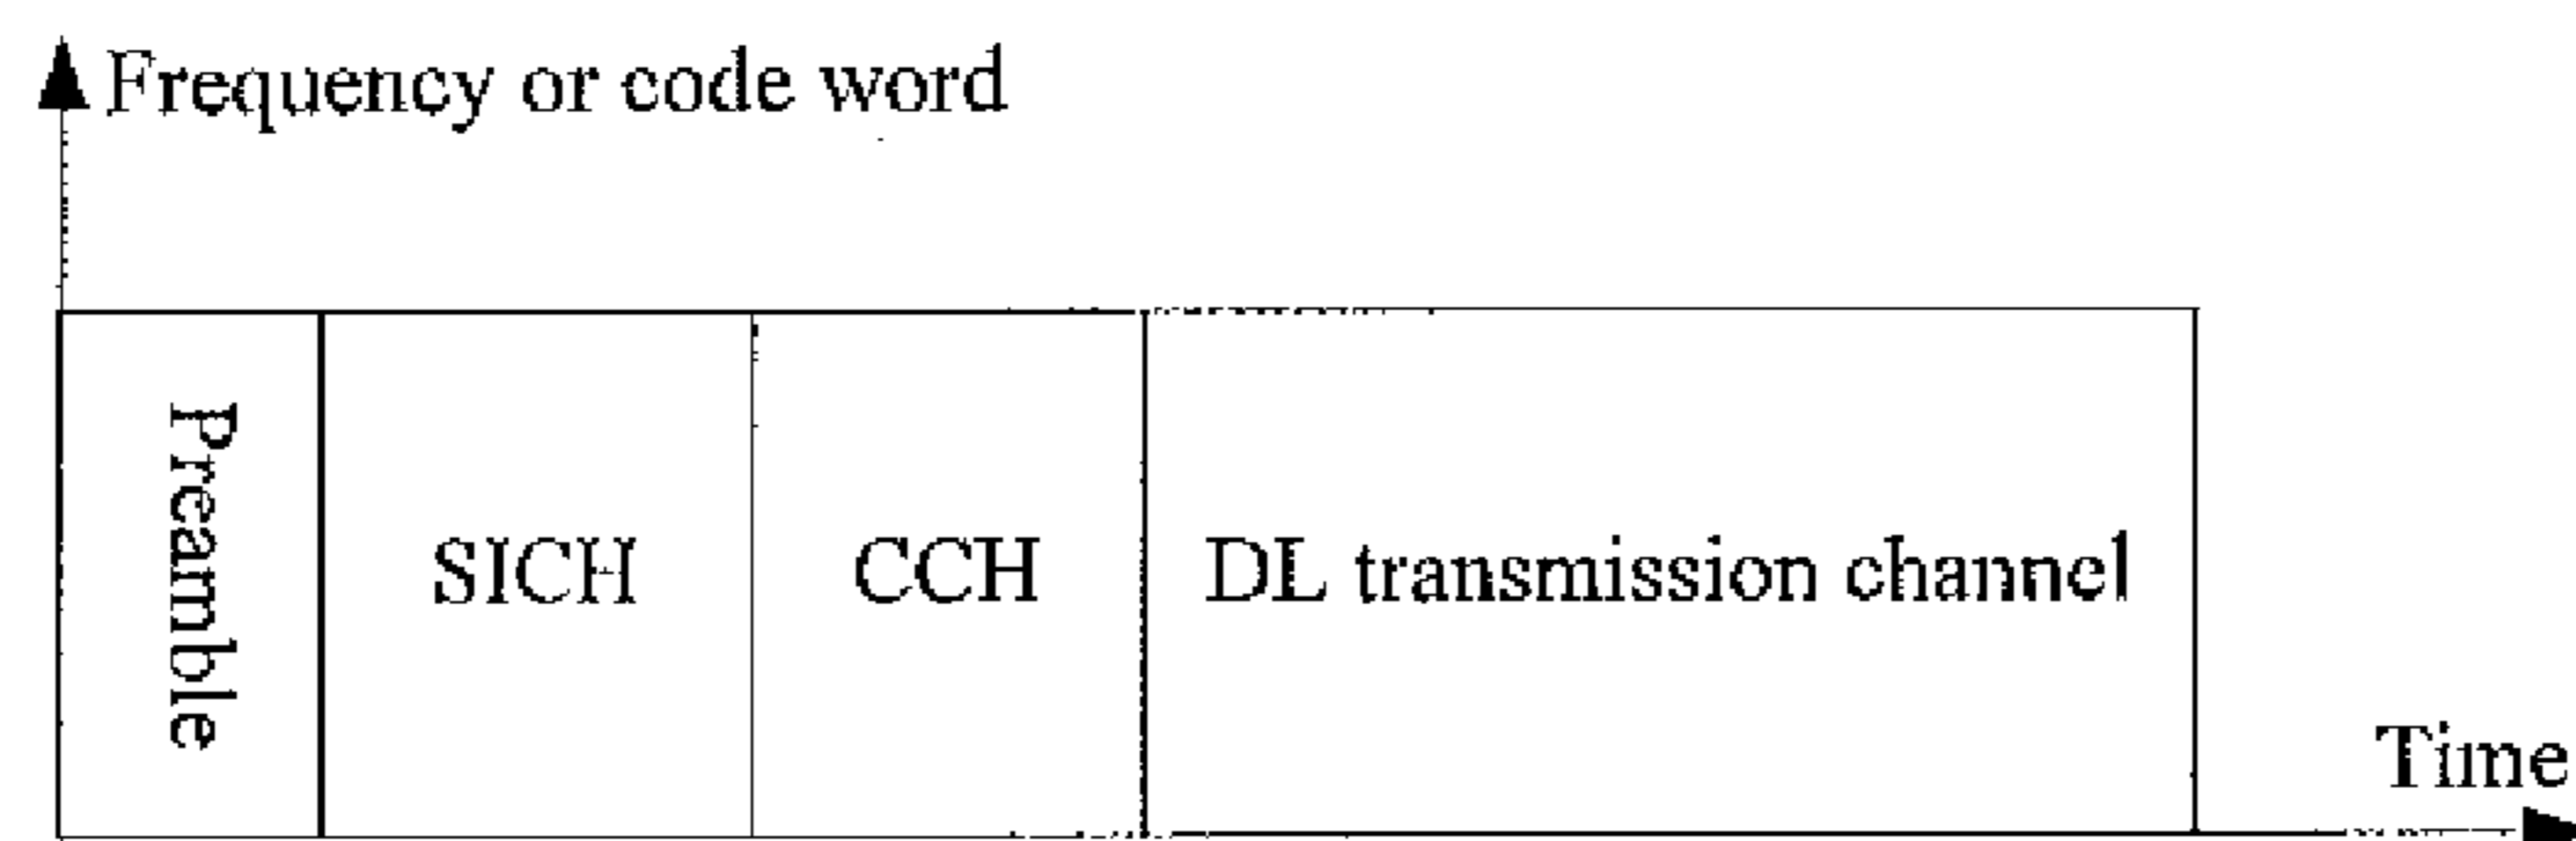 Frequency or code word
Preamble
SICH
CCH
DL transmission channel
Time